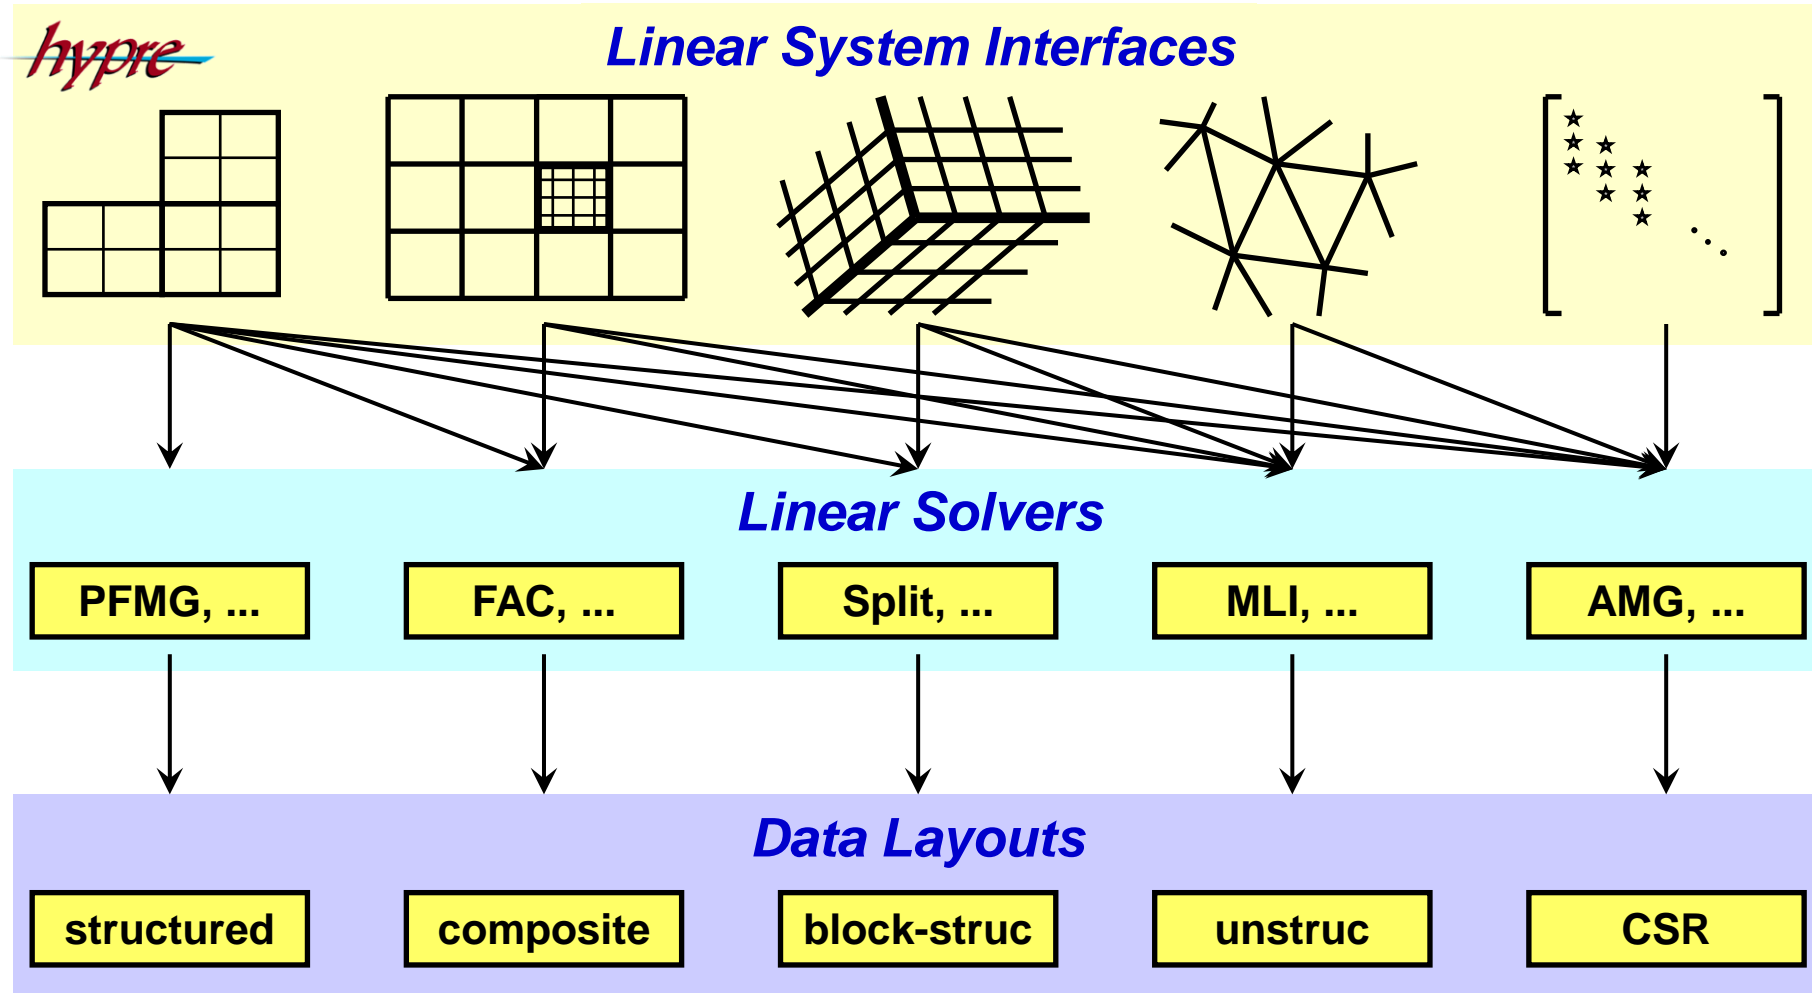 hypre
Linear System Interfaces
Linear Solvers
PFMG, ...
FAC, ...
Split, ...
MLI, ...
AMG, ...
Data Layouts
structured
composite
block-struc
unstruc
CSR